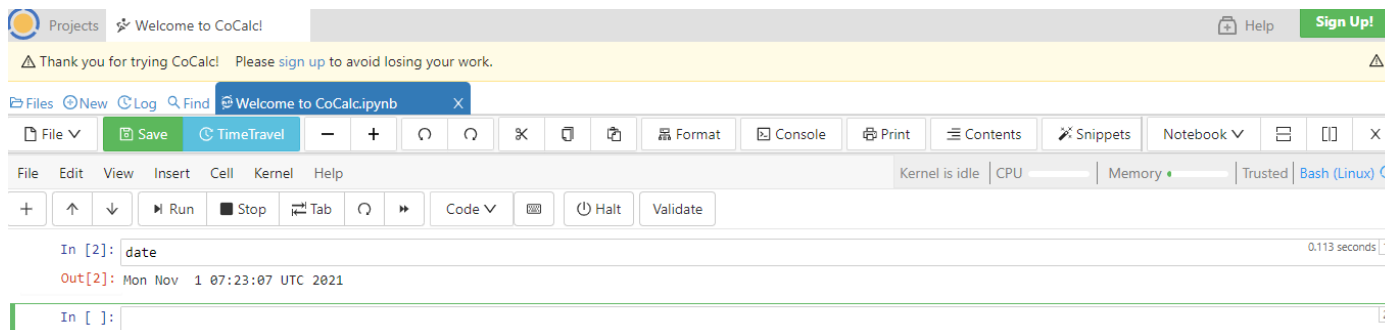 Projects Welcome to CoCalc! Help Sign Up!
Thank you for trying CoCalc! Please sign up to avoid losing your work.
Files New Log Find Welcome to CoCalc.ipynb X
File Save TimeTravel Format Console Print Contents Snippets Notebook X
File Edit View Insert Cell Kernel Help Kernel is idle CPU Memory Trusted Bash (Linux)
Run Stop Tab Code Halt Validate
In [2]: date 0.113 seconds
Out[2]: Mon Nov 1 07:23:07 UTC 2021
In [ ]: